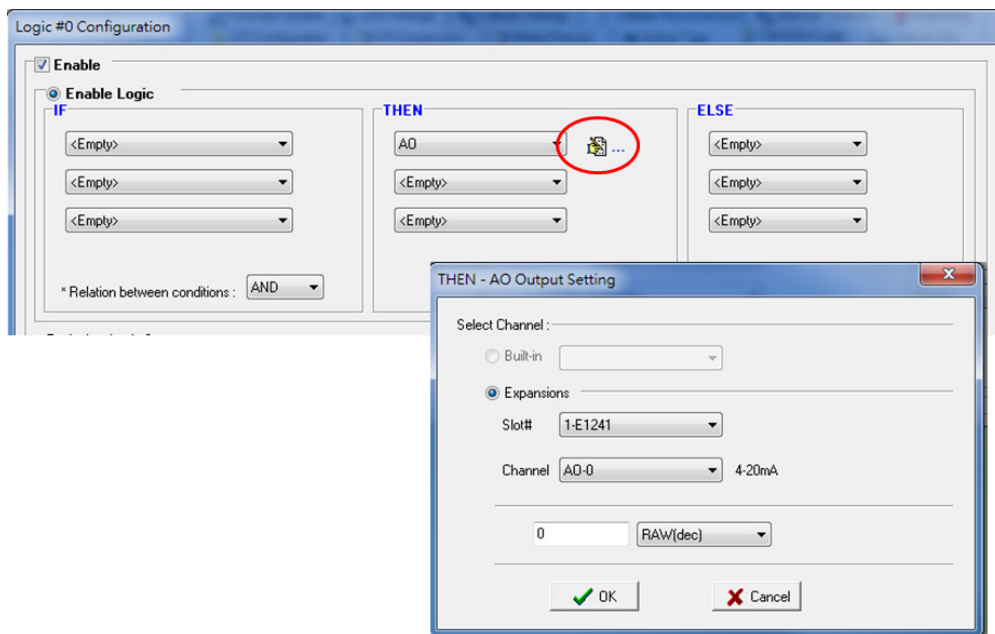 Logic #0 Configuration
Enable
Enable Logic
IF THEN ELSE
<Empty> AO ... <Empty>
<Empty> <Empty> <Empty>
<Empty> <Empty> <Empty>
* Relation between conditions : AND
THEN - AO Output Setting
Select Channel :
Built-in
Expansions
Slot# 1-E1241
Channel AO-0 4-20mA
0 RAW(dec)
OK Cancel